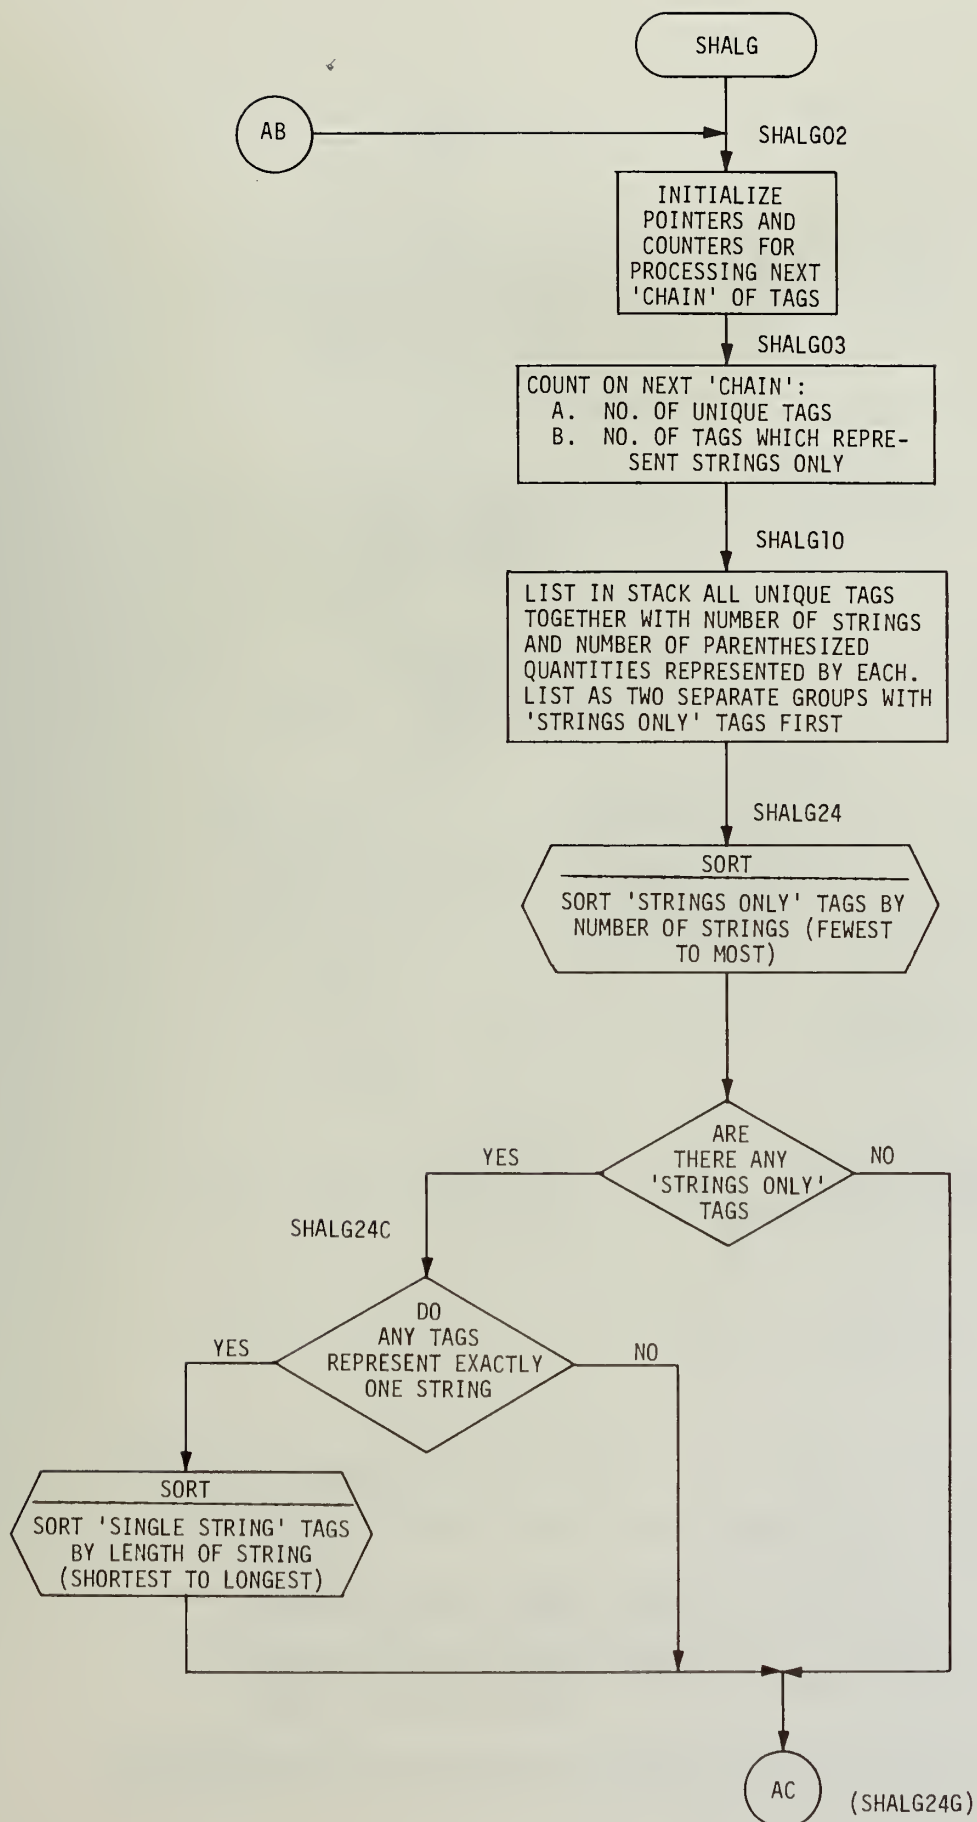 SHALG
AB
SHALG02
INITIALIZE
POINTERS AND
COUNTERS FOR
PROCESSING NEXT
'CHAIN' OF TAGS
SHALG03
COUNT ON NEXT 'CHAIN':
A. NO. OF UNIQUE TAGS
B. NO. OF TAGS WHICH REPRE-
SENT STRINGS ONLY
SHALG10
LIST IN STACK ALL UNIQUE TAGS
TOGETHER WITH NUMBER OF STRINGS
AND NUMBER OF PARENTHESIZED
QUANTITIES REPRESENTED BY EACH.
LIST AS TWO SEPARATE GROUPS WITH
'STRINGS ONLY' TAGS FIRST
SHALG24
SORT
SORT 'STRINGS ONLY' TAGS BY
NUMBER OF STRINGS (FEWEST
TO MOST)
ARE
THERE ANY
'STRINGS ONLY'
TAGS
YES
NO
SHALG24C
DO
ANY TAGS
REPRESENT EXACTLY
ONE STRING
YES
NO
SORT
SORT 'SINGLE STRING' TAGS
BY LENGTH OF STRING
(SHORTEST TO LONGEST)
AC
(SHALG24G)